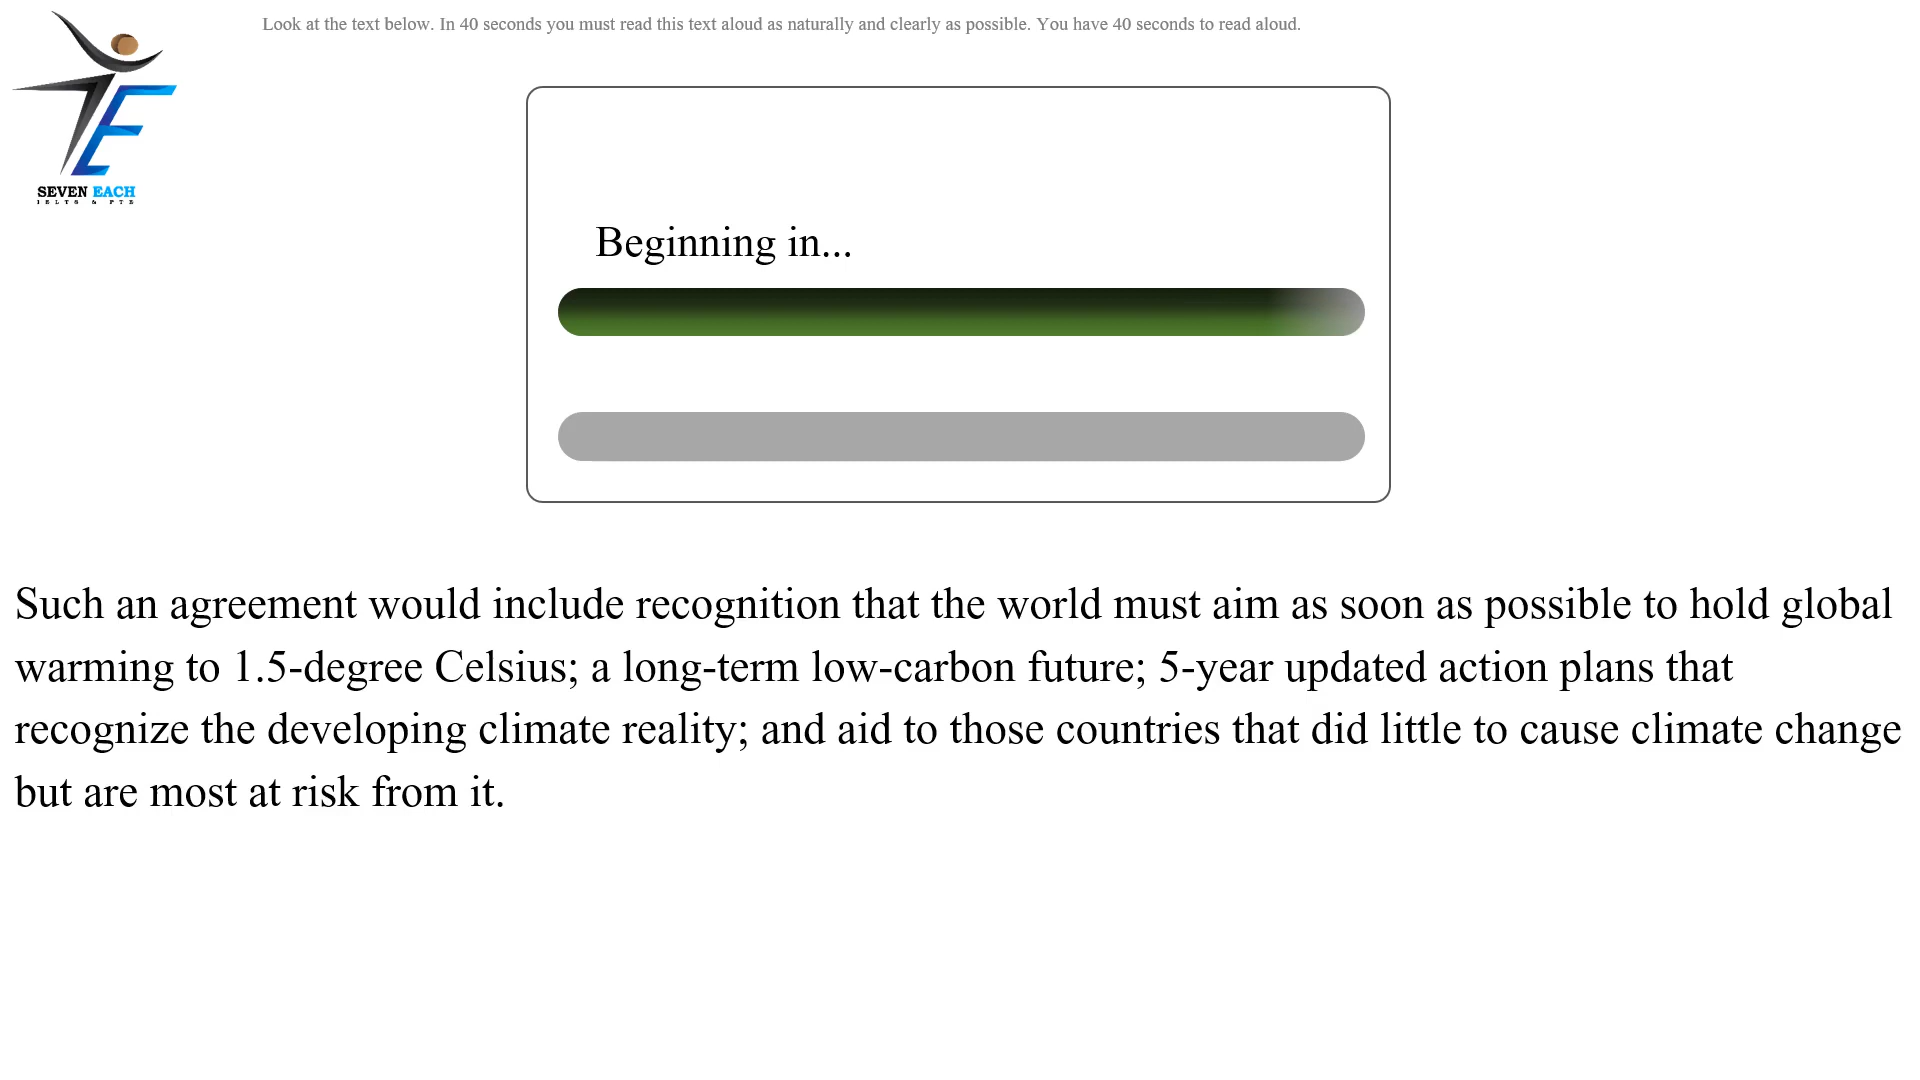 Look at the text below. In 40 seconds you must read this text aloud as naturally and clearly as possible. You have 40 seconds to read aloud.
SEVEN EACH
IELTS & PTE
Beginning in...
Such an agreement would include recognition that the world must aim as soon as possible to hold global
warming to 1.5-degree Celsius; a long-term low-carbon future; 5-year updated action plans that
recognize the developing climate reality; and aid to those countries that did little to cause climate change
but are most at risk from it.